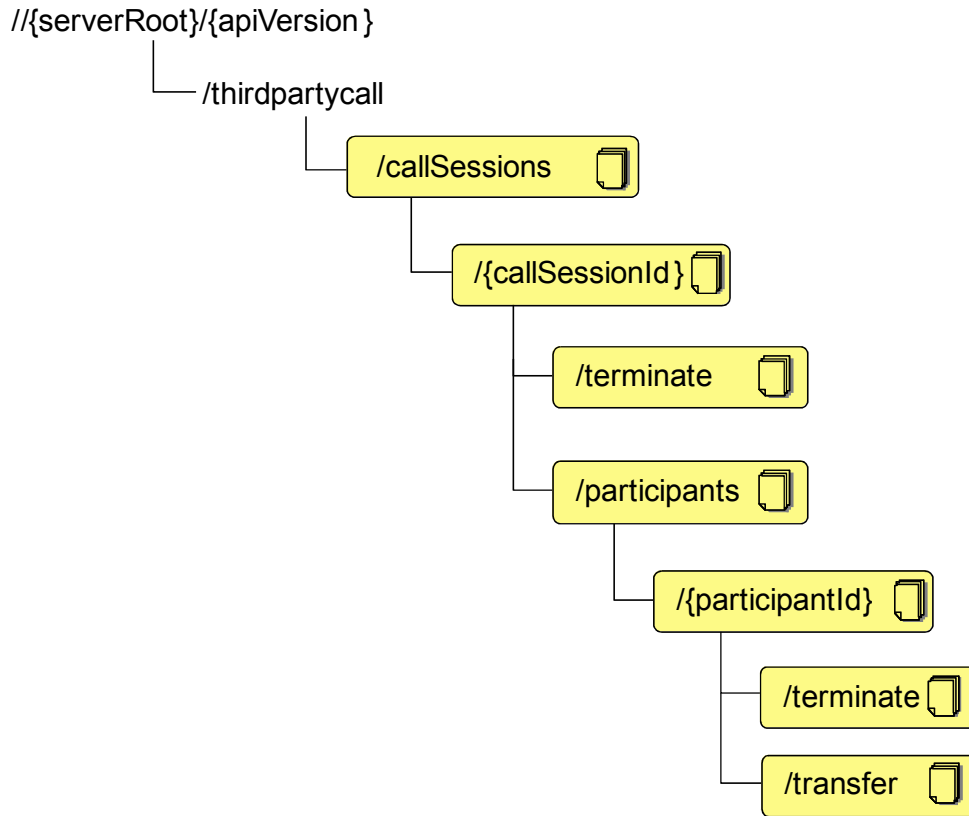 //{serverRoot}/{apiVersion }
/thirdpartycall
/callSessions
/{callSessionId }
/terminate
/participants
/{participantId}
/terminate
/transfer